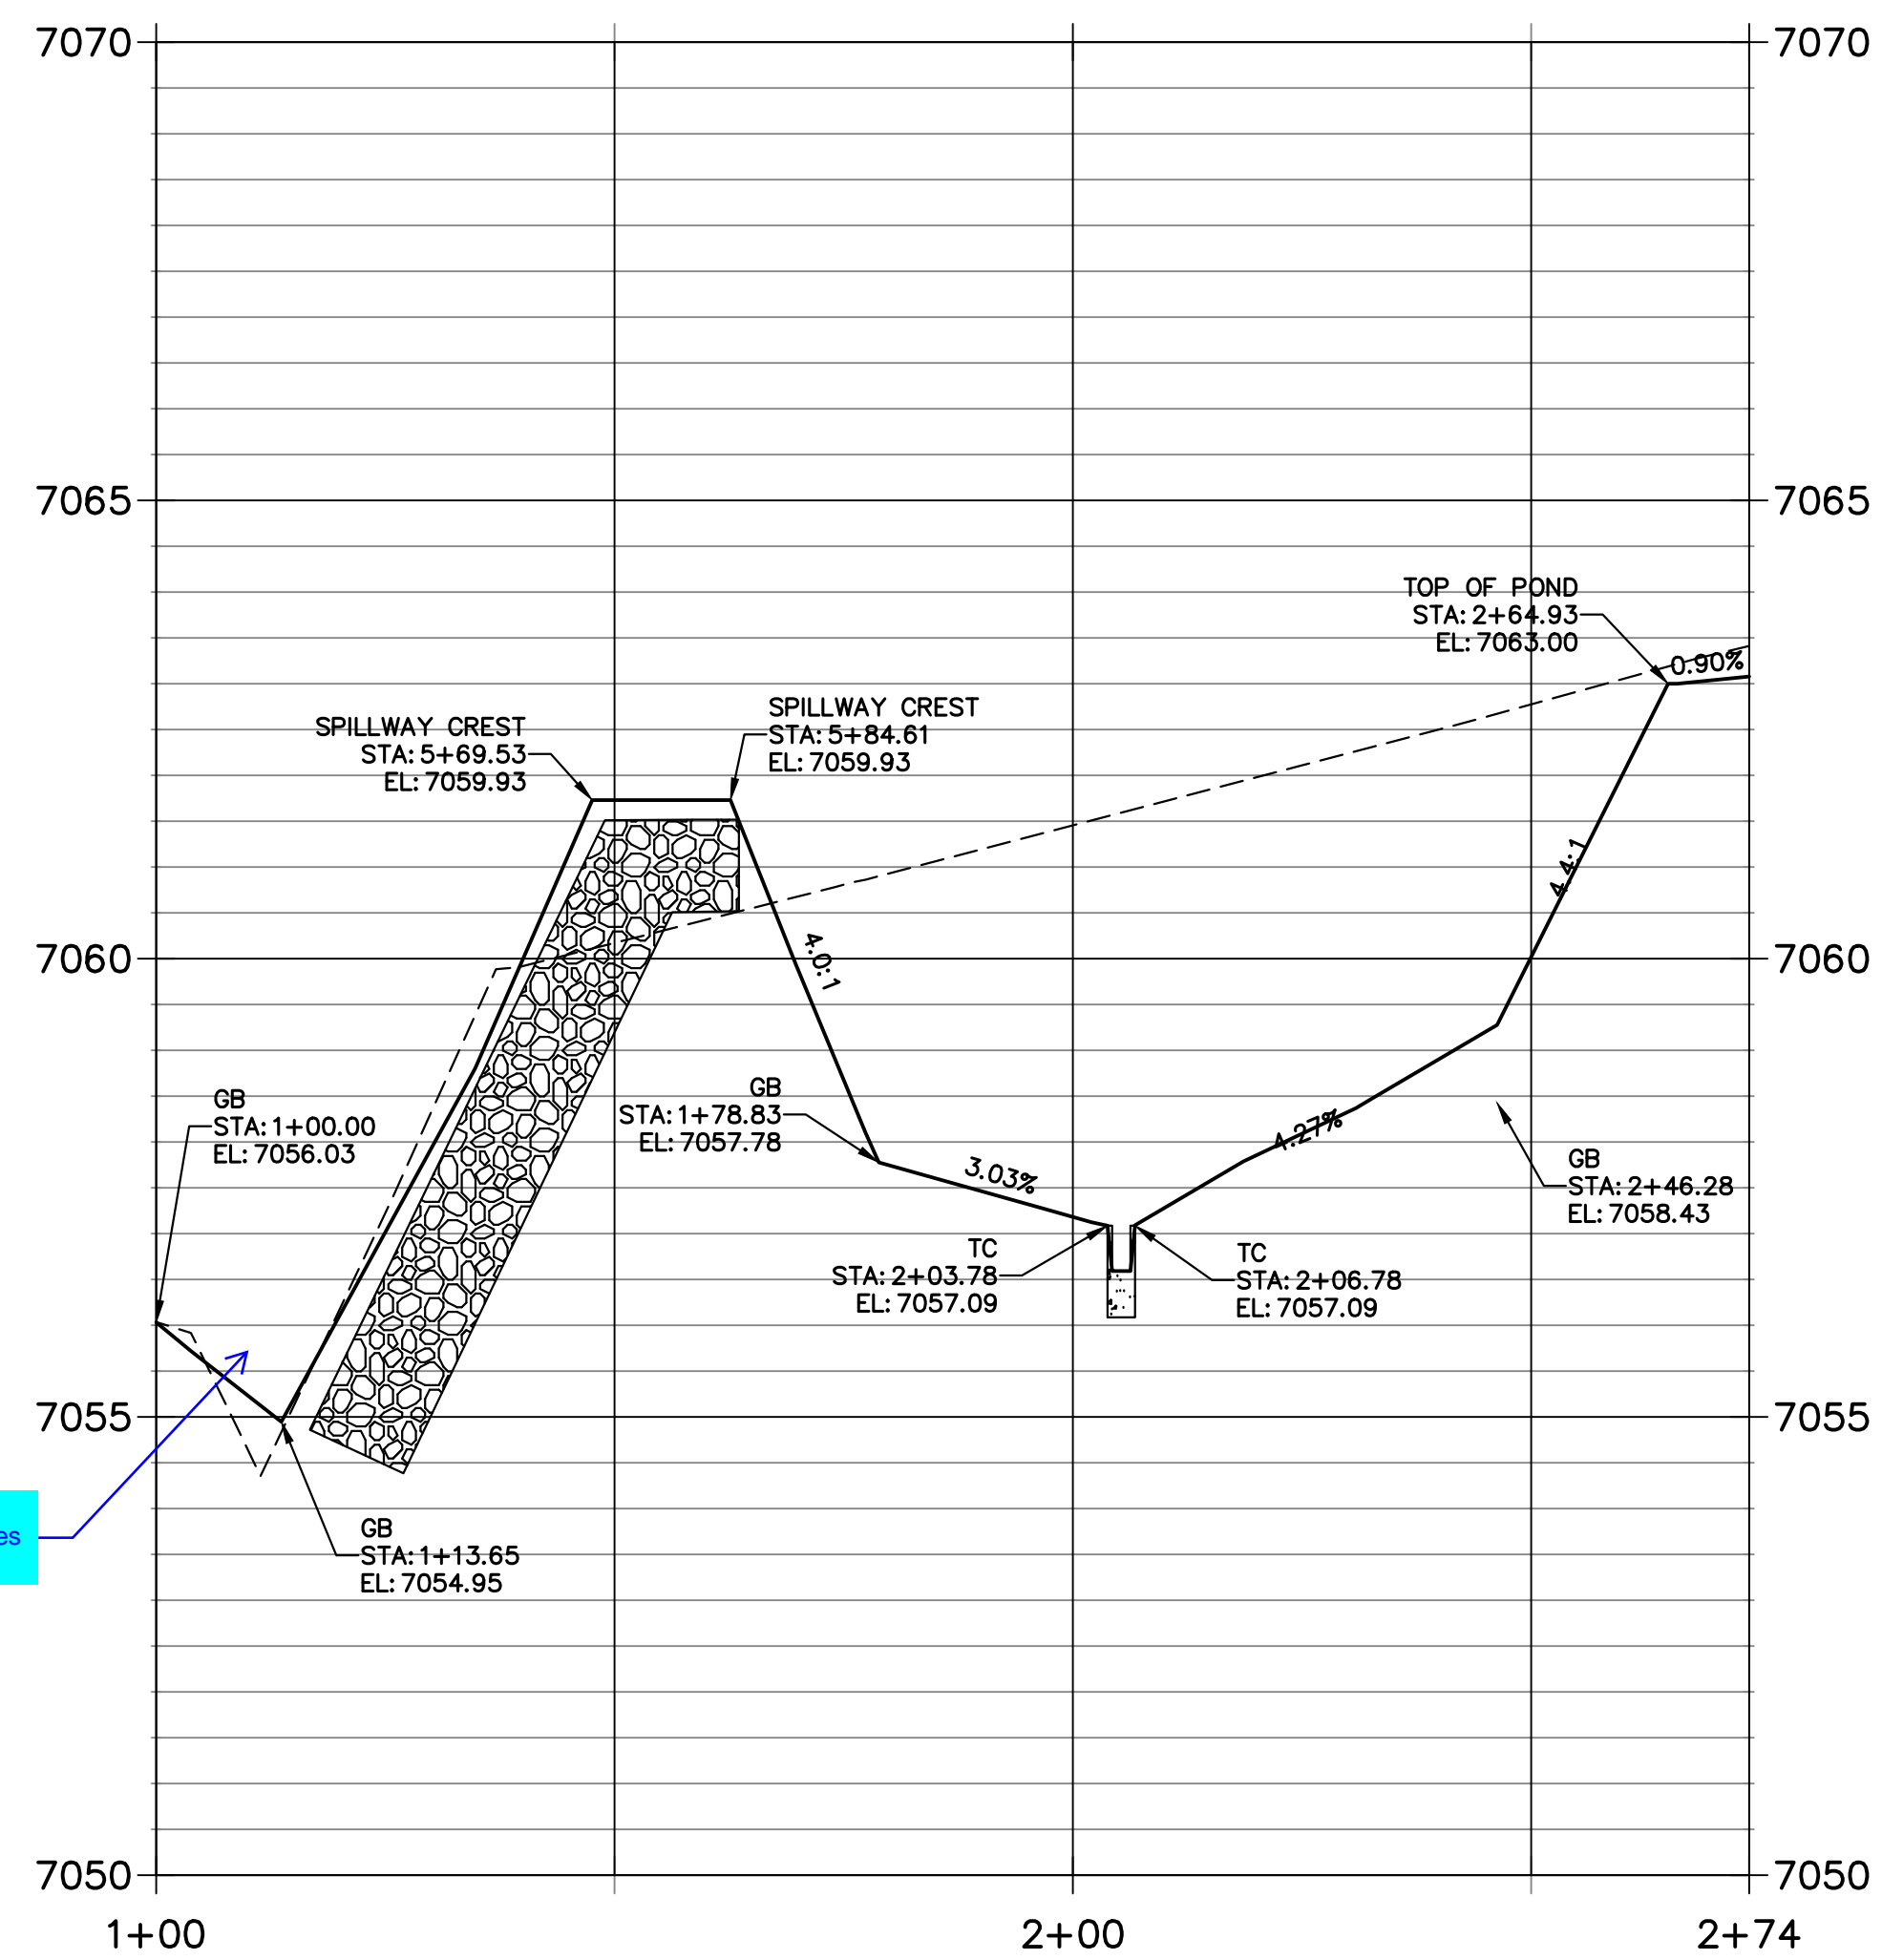 7070
7070
7065
7065
TOP OF POND
STA: 2+64.93
EL: 7063.00
0.90%
SPILLWAY CREST
STA: 5+69.53
EL: 7059.93
SPILLWAY CREST
STA: 5+84.61
EL: 7059.93
4.4:1
4.0:1
7060
7060
GB
STA: 1+00.00
EL: 7056.03
GB
STA: 1+78.83
EL: 7057.78
3.03%
4.27%
GB
STA: 2+46.28
EL: 7058.43
TC
STA: 2+03.78
EL: 7057.09
TC
STA: 2+06.78
EL: 7057.09
7055
7055
es
GB
STA: 1+13.65
EL: 7054.95
7050
7050
1+00
2+00
2+74